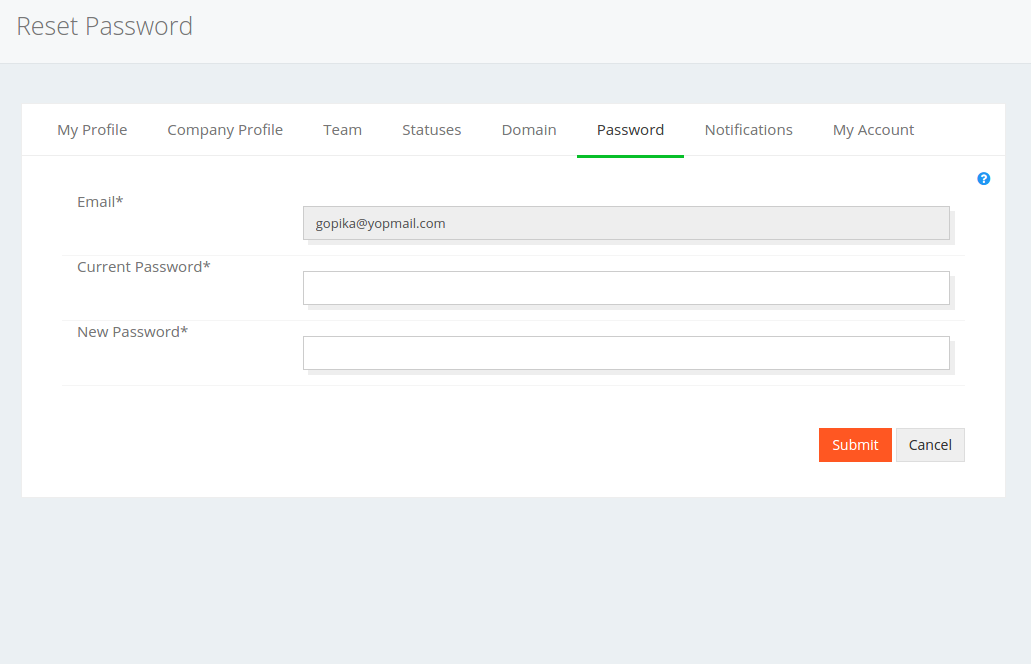 Reset Password
My Profile Company Profile Team Statuses Domain Password Notifications My Account
?
Email*
gopika@yopmail.com
Current Password*
New Password*
Submit Cancel